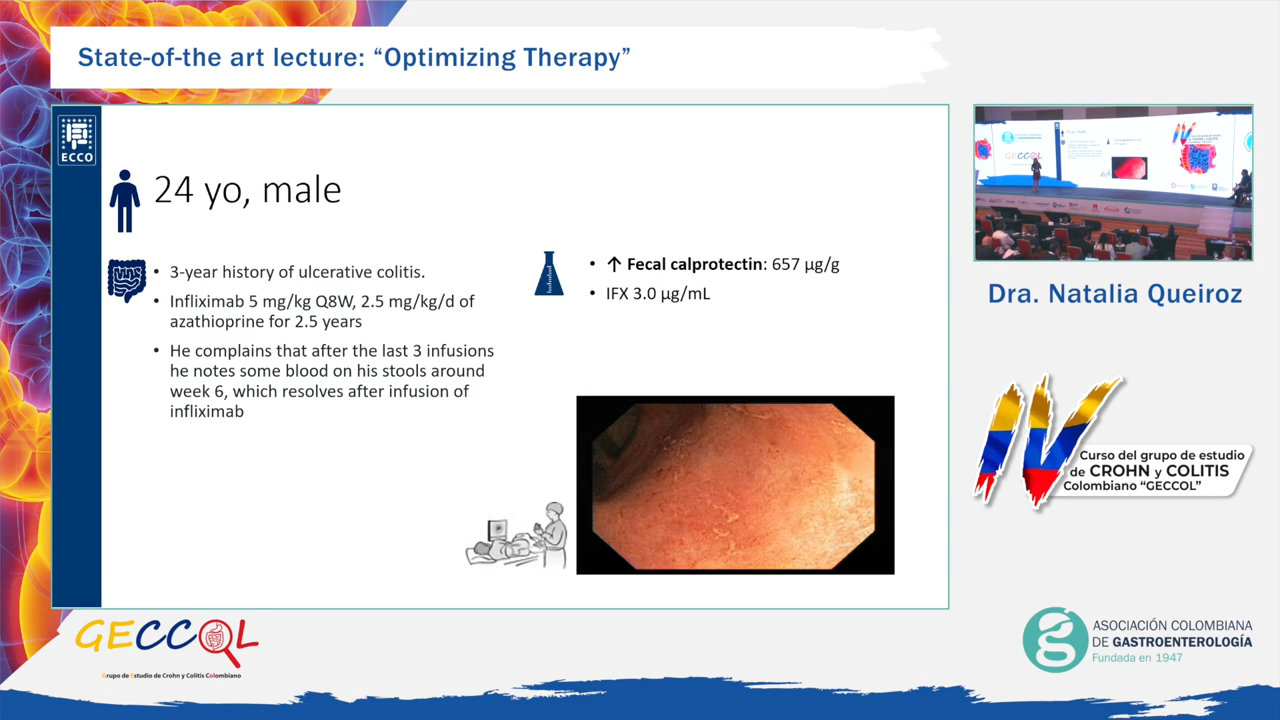 State-of-the art lecture: “Optimizing Therapy”
ECCO
24 yo, male
• 3-year history of ulcerative colitis.
• Infliximab 5 mg/kg Q8W, 2.5 mg/kg/d of
azathioprine for 2.5 years
• He complains that after the last 3 infusions
he notes some blood on his stools around
week 6, which resolves after infusion of
infliximab
• ↑ Fecal calprotectin: 657 µg/g
• IFX 3.0 µg/mL
Dra. Natalia Queiroz
IV
Curso del grupo de estudio
de CROHN y COLITIS
Colombiano “GECCOL”
GECCOL
Grupo de Estudio de Crohn y Colitis Colombiano
ASOCIACIÓN COLOMBIANA
DE GASTROENTEROLOGÍA
Fundada en 1947